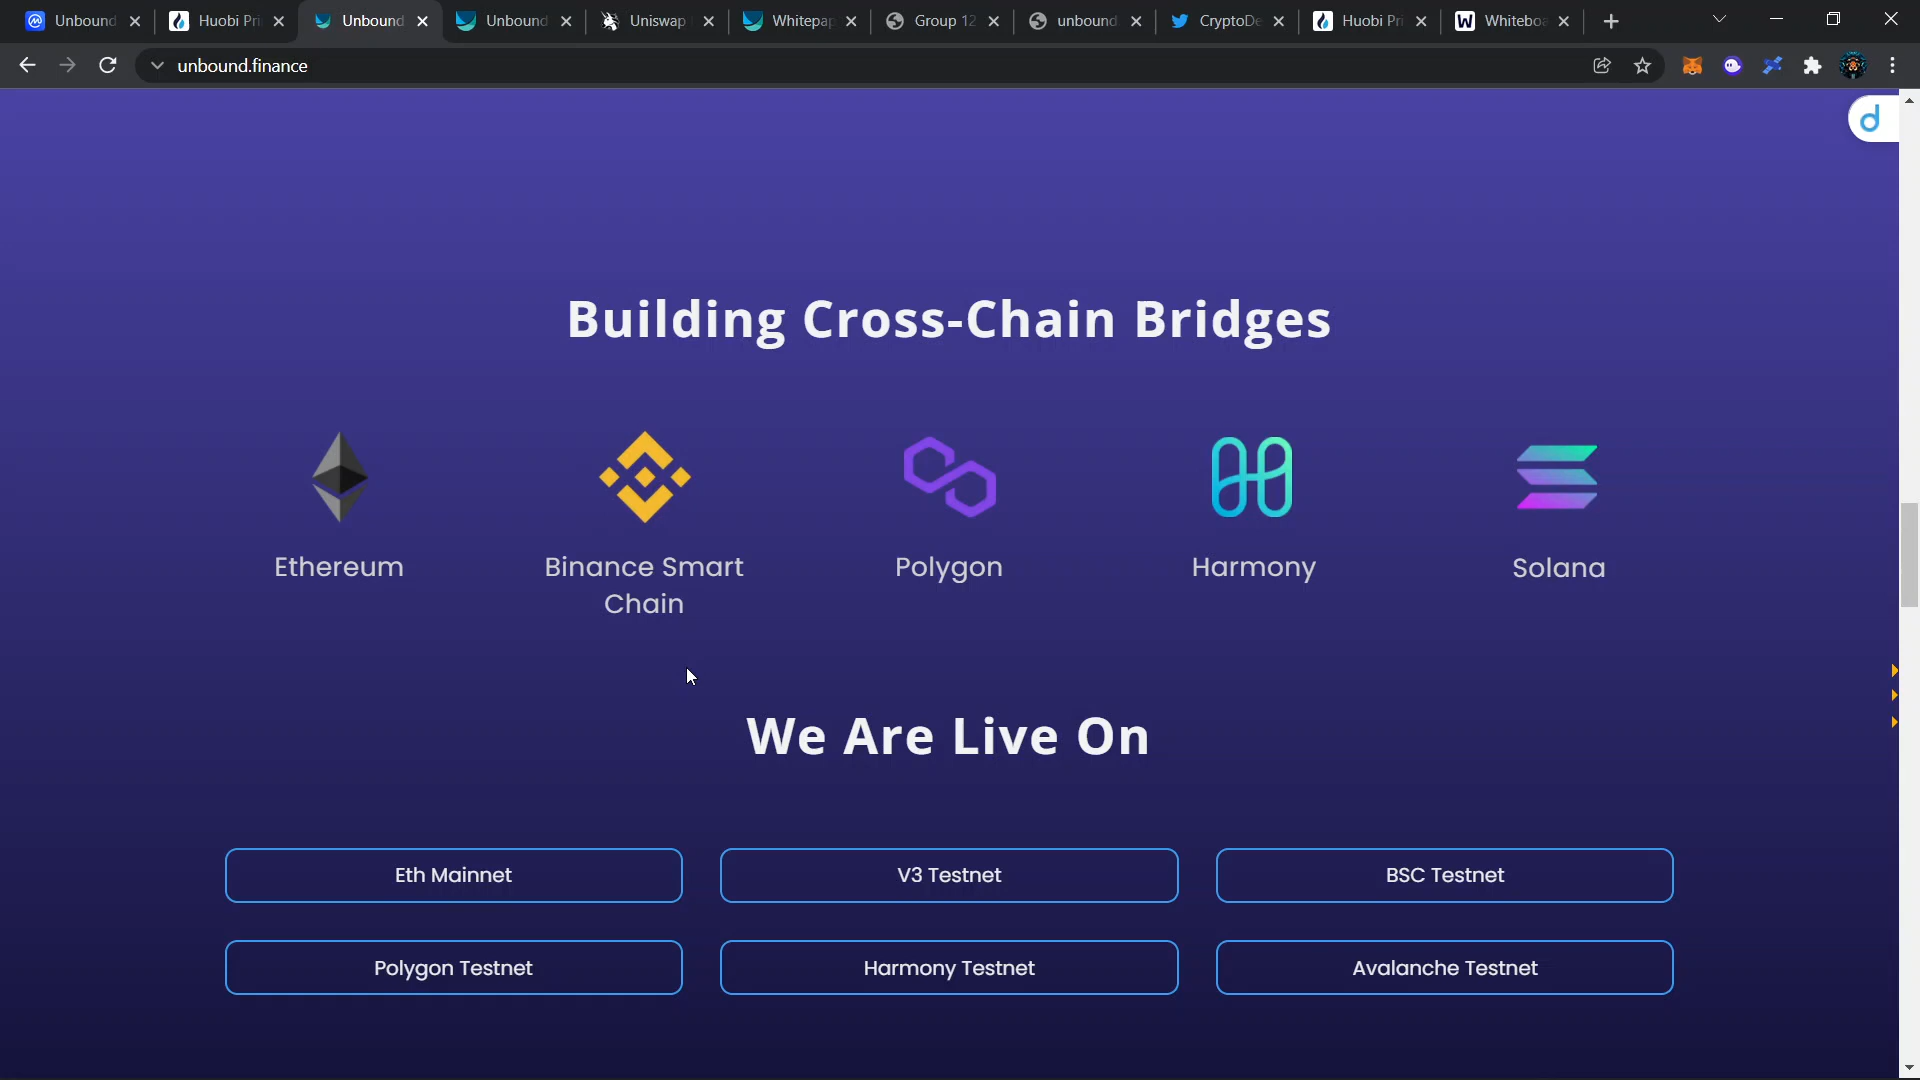 Unbound
Huobi Pri
Unbound
Unbound
Uniswap
Whitepap
Group 12
unbound
CryptoDe
Huobi Pri
Whiteboa
unbound.finance
Building Cross-Chain Bridges
Ethereum
Binance Smart
Chain
Polygon
Harmony
Solana
We Are Live On
Eth Mainnet
V3 Testnet
BSC Testnet
Polygon Testnet
Harmony Testnet
Avalanche Testnet